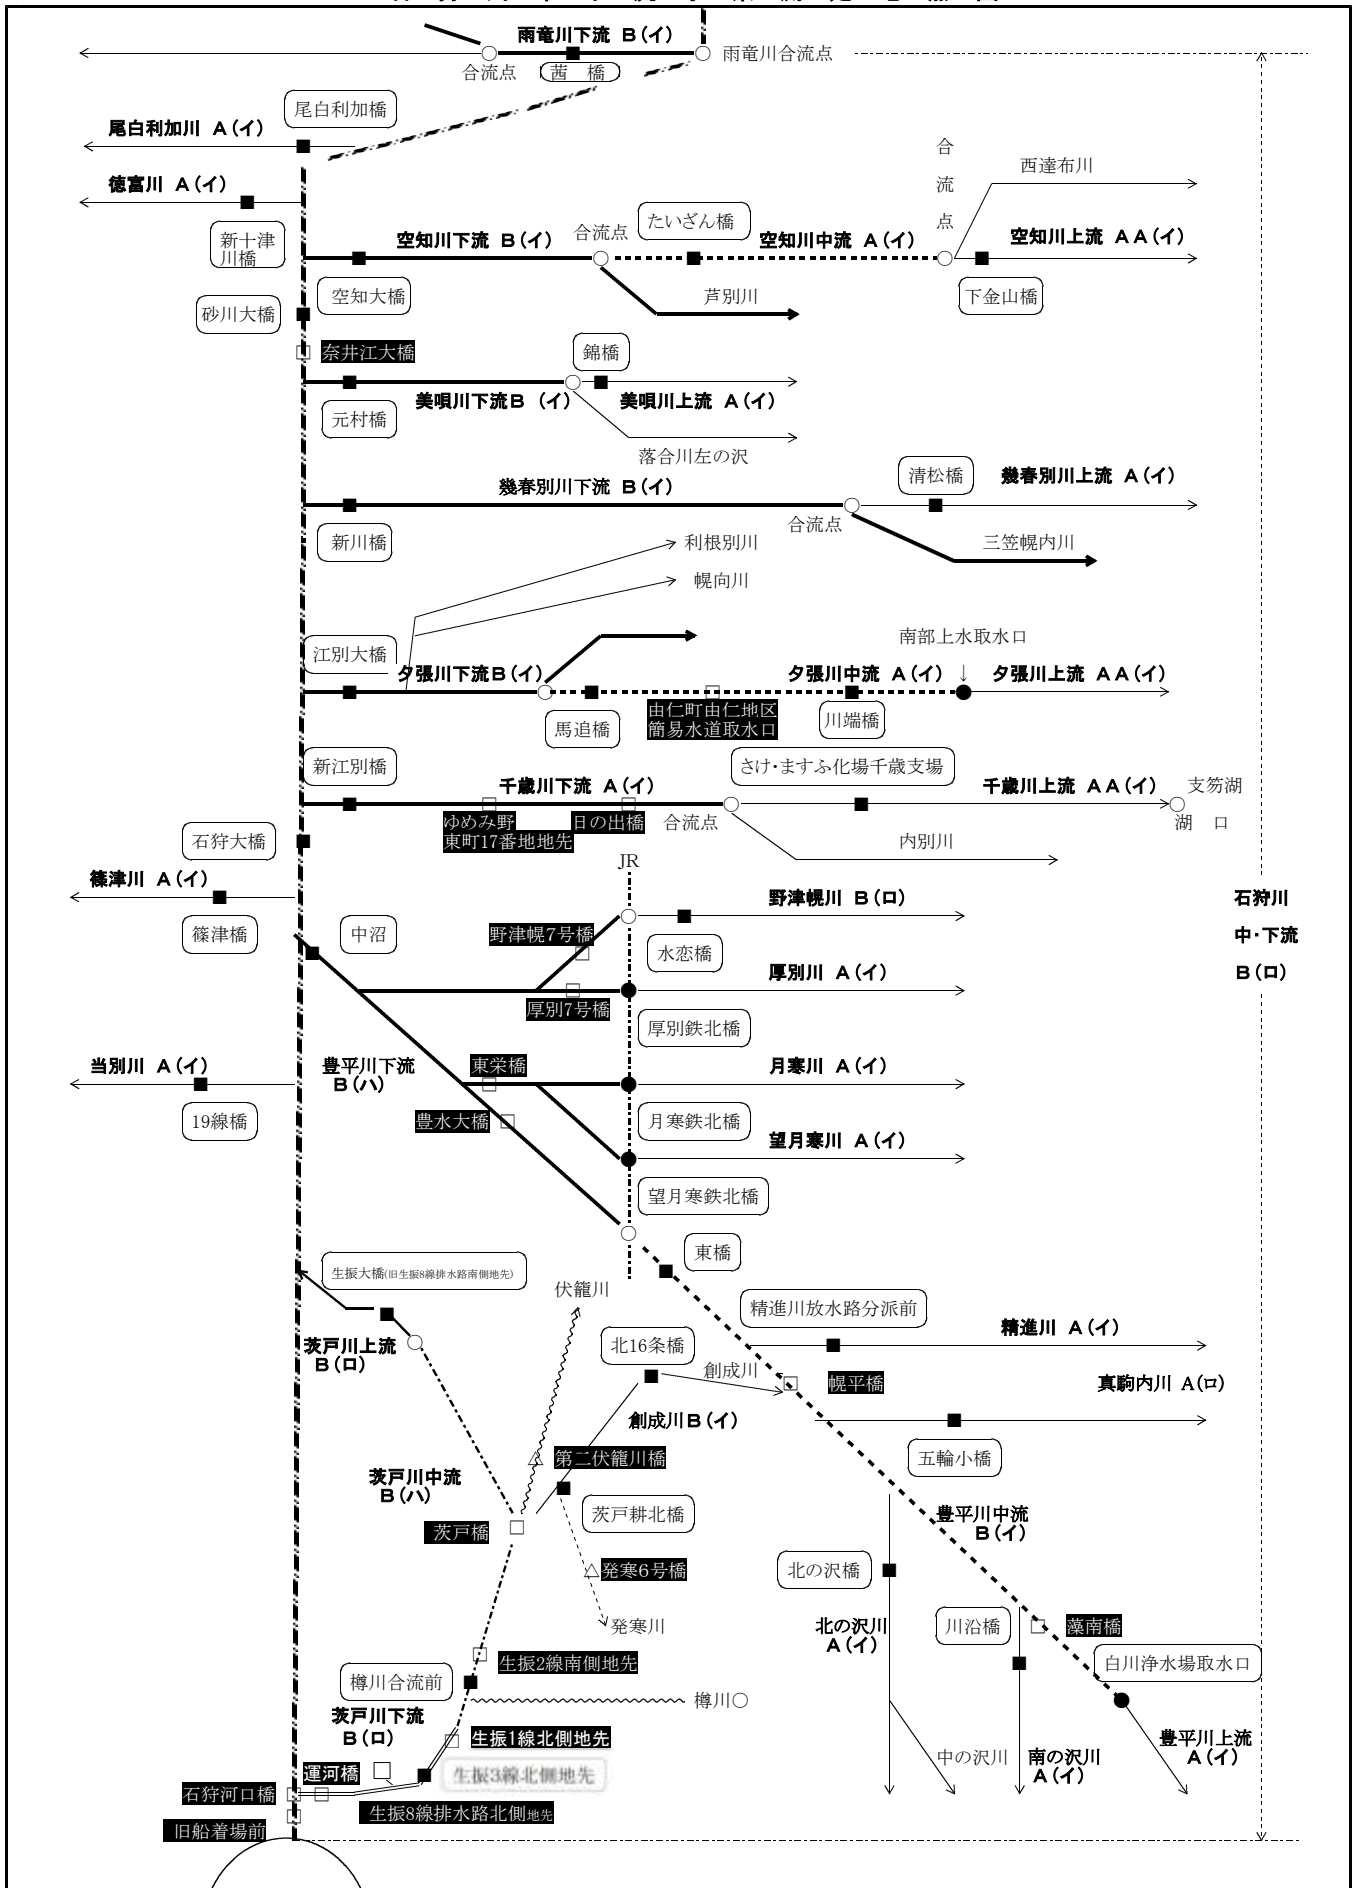 雨竜川下流 B(イ)
雨竜川合流点
合流点
茜 橋
尾白利加橋
尾白利加川 A(イ)
合
流
点
西達布川
徳富川 A(イ)
たいざん橋
新十津
川橋
空知川下流 B(イ)
合流点
空知川中流 A(イ)
空知川上流 AA(イ)
空知大橋
芦別川
下金山橋
砂川大橋
奈井江大橋
錦橋
元村橋
美唄川下流B (イ)
美唄川上流 A(イ)
落合川左の沢
幾春別川下流 B(イ)
清松橋
幾春別川上流 A(イ)
新川橋
合流点
利根別川
三笠幌内川
幌向川
江別大橋
南部上水取水口
夕張川下流B(イ)
夕張川中流 A(イ)
↓
夕張川上流 AA(イ)
馬追橋
由仁町由仁地区
簡易水道取水口
川端橋
新江別橋
さけ・ますふ化場千歳支場
千歳川下流 A(イ)
千歳川上流 AA(イ)
支笏湖
湖 口
ゆめみ野
東町17番地地先
日の出橋
合流点
石狩大橋
内別川
JR
篠津川 A(イ)
野津幌川 B(ロ)
石狩川
中・下流
B(ロ)
篠津橋
中沼
野津幌7号橋
水恋橋
厚別川 A(イ)
厚別7号橋
厚別鉄北橋
当別川 A(イ)
豊平川下流
B(ハ)
東栄橋
月寒川 A(イ)
19線橋
豊水大橋
月寒鉄北橋
望月寒川 A(イ)
望月寒鉄北橋
東橋
生振大橋(旧生振8線排水路南側地先)
伏籠川
精進川放水路分派前
茨戸川上流
B(ロ)
北16条橋
精進川 A(イ)
創成川
幌平橋
真駒内川 A(ロ)
創成川B(イ)
第二伏籠川橋
五輪小橋
茨戸川中流
B(ハ)
茨戸橋
茨戸耕北橋
豊平川中流
B(イ)
発寒6号橋
北の沢橋
発寒川
北の沢川
A(イ)
川沿橋
藻南橋
生振2線南側地先
樽川合流前
白川浄水場取水口
樽川○
茨戸川下流
B(ロ)
生振1線北側地先
中の沢川
南の沢川
A(イ)
豊平川上流
A(イ)
運河橋
生振3線北側地先
石狩河口橋
生振8線排水路北側地先
旧船着場前